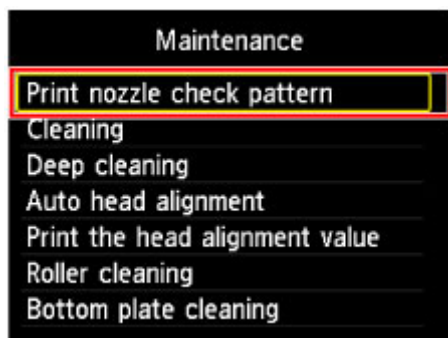 Maintenance
Print nozzle check pattern
Cleaning
Deep cleaning
Auto head alignment
Print the head alignment value
Roller cleaning
Bottom plate cleaning